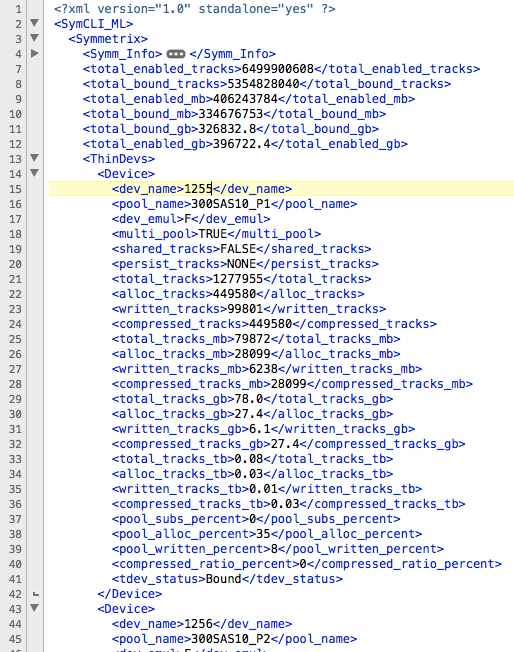 1 <?xml version="1.0" standalone="yes" ?>
2 <SymCLI_ML>
3 <Symmetrix>
4 <Symm_Info>•••</Symm_Info>
7 <total_enabled_tracks>6499900608</total_enabled_tracks>
8 <total_bound_tracks>5354828040</total_bound_tracks>
9 <total_enabled_mb>406243784</total_enabled_mb>
10 <total_bound_mb>334676753</total_bound_mb>
11 <total_bound_gb>326832.8</total_bound_gb>
12 <total_enabled_gb>396722.4</total_enabled_gb>
13 <ThinDevs>
14 <Device>
15 <dev_name>1255</dev_name>
16 <pool_name>300SAS10_P1</pool_name>
17 <dev_emul>F</dev_emul>
18 <multi_pool>TRUE</multi_pool>
19 <shared_tracks>FALSE</shared_tracks>
20 <persist_tracks>NONE</persist_tracks>
21 <total_tracks>1277955</total_tracks>
22 <alloc_tracks>449580</alloc_tracks>
23 <written_tracks>99801</written_tracks>
24 <compressed_tracks>449580</compressed_tracks>
25 <total_tracks_mb>79872</total_tracks_mb>
26 <alloc_tracks_mb>28099</alloc_tracks_mb>
27 <written_tracks_mb>6238</written_tracks_mb>
28 <compressed_tracks_mb>28099</compressed_tracks_mb>
29 <total_tracks_gb>78.0</total_tracks_gb>
30 <alloc_tracks_gb>27.4</alloc_tracks_gb>
31 <written_tracks_gb>6.1</written_tracks_gb>
32 <compressed_tracks_gb>27.4</compressed_tracks_gb>
33 <total_tracks_tb>0.08</total_tracks_tb>
34 <alloc_tracks_tb>0.03</alloc_tracks_tb>
35 <written_tracks_tb>0.01</written_tracks_tb>
36 <compressed_tracks_tb>0.03</compressed_tracks_tb>
37 <pool_subs_percent>0</pool_subs_percent>
38 <pool_alloc_percent>35</pool_alloc_percent>
39 <pool_written_percent>8</pool_written_percent>
40 <compressed_ratio_percent>0</compressed_ratio_percent>
41 <tdev_status>Bound</tdev_status>
42 </Device>
43 <Device>
44 <dev_name>1256</dev_name>
45 <pool_name>300SAS10_P2</pool_name>